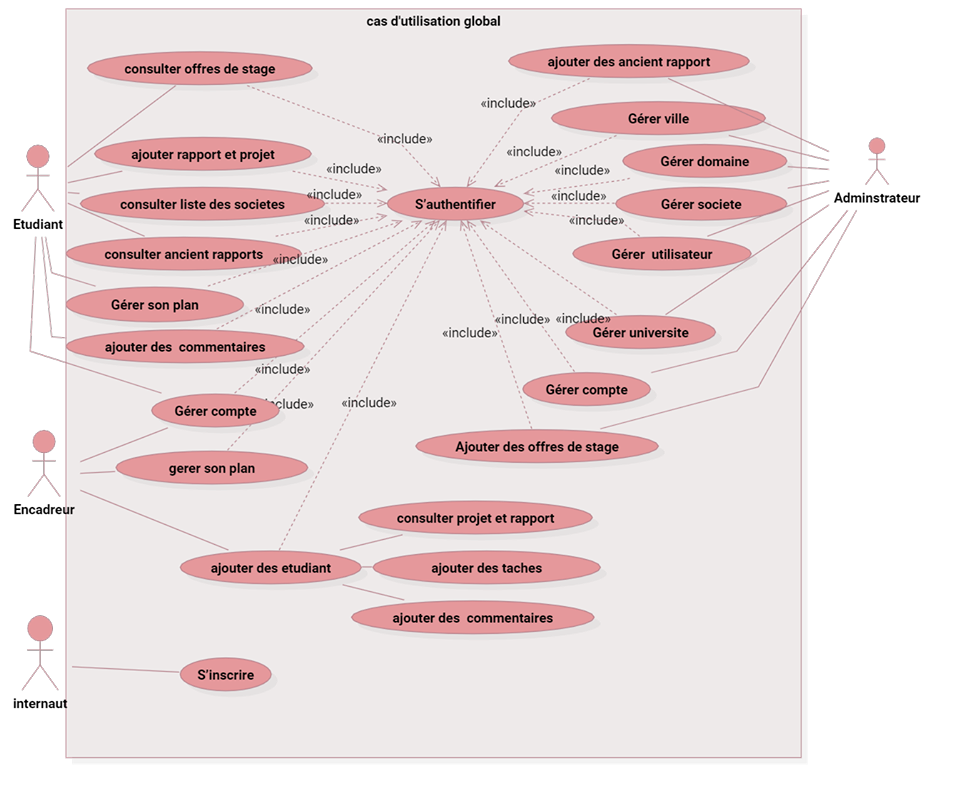 cas d'utilisation global
consulter offres de stage
ajouter des ancient rapport
«include»
Gérer ville
«include»
ajouter rapport et projet
«include»
Gérer domaine
«include»
«include»
Etudiant
consulter liste des societes
«include»
S'authentifier
«include»
Gérer societe
Adminstrateur
«include»
«include»
consulter ancient rapports
«include»
Gérer  utilisateur
Gérer son plan
«include»
«include»
«include»
Gérer universite
«include»
ajouter des  commentaires
«include»
Gérer compte
Gérer compte
«include»
Ajouter des offres de stage
gerer son plan
Encadreur
consulter projet et rapport
ajouter des etudiant
ajouter des taches
ajouter des  commentaires
S'inscrire
internaut